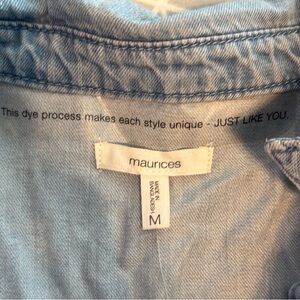 This dye process makes each style unique - JUST LIKE YOU.
maurices
MADE IN
BANGLADESH
M